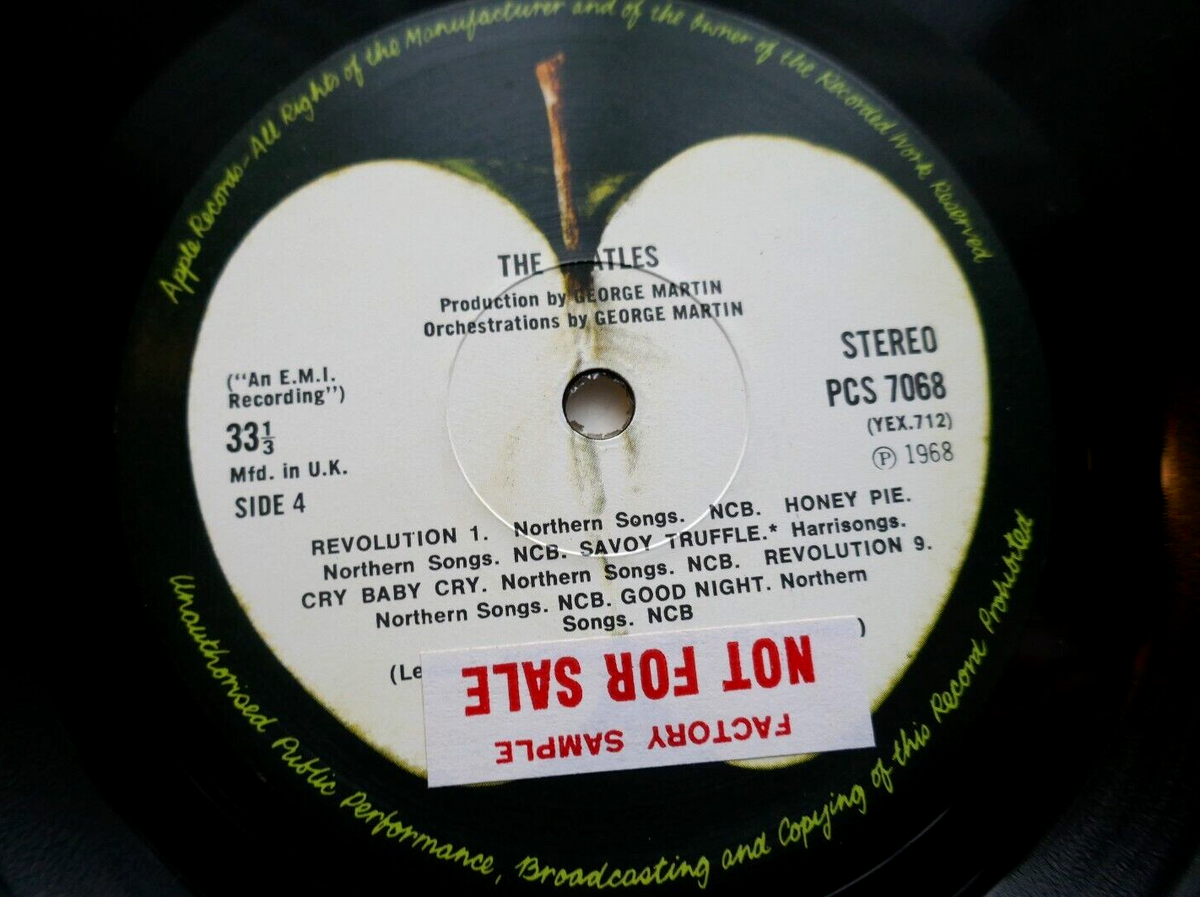 Apple Records - All Rights of the Manufacturer and of the Owner of the Recorded Work Reserved
THE ATLES
Production by GEORGE MARTIN
Orchestrations by GEORGE MARTIN
("An E.M.I.
Recording")
33⅓
Mfd. in U.K.
SIDE 4
STEREO
PCS 7068
(YEX.712)
Ⓟ 1968
REVOLUTION 1. Northern Songs. NCB. HONEY PIE.
Northern Songs. NCB. SAVOY TRUFFLE.* Harrisongs.
CRY BABY CRY. Northern Songs. NCB. REVOLUTION 9.
Northern Songs. NCB. GOOD NIGHT. Northern
Songs. NCB
(Le )
FACTORY SAMPLE
NOT FOR SALE
Unauthorised Public Performance, Broadcasting and Copying of this Record Prohibited